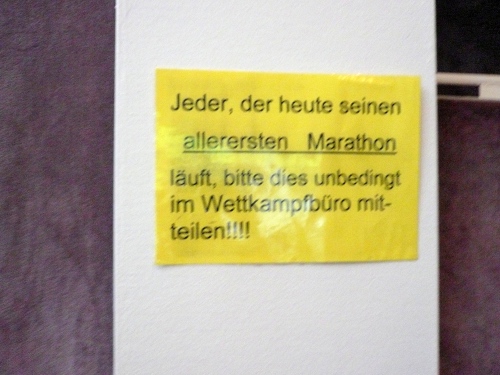 Jeder, der heute seinen
allerersten Marathon
läuft, bitte dies unbedingt
im Wettkampfbüro mit-
teilen!!!!